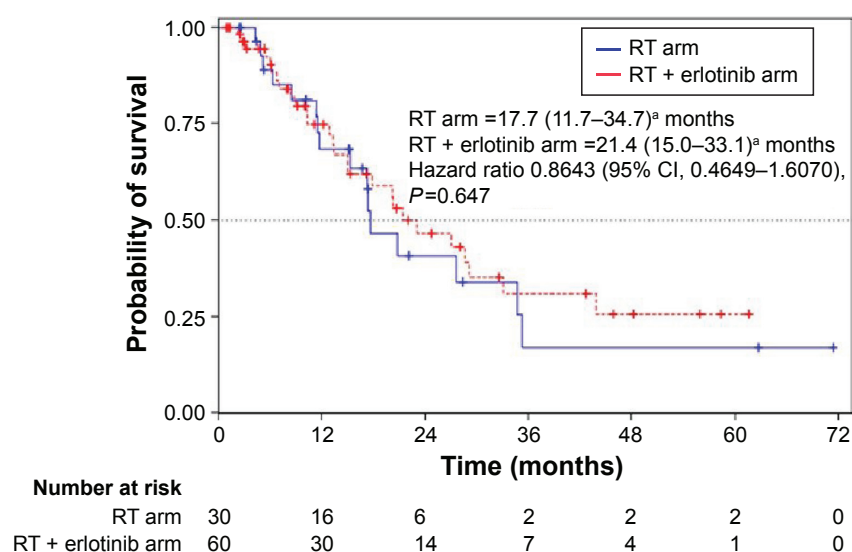 1.00
0.75
0.50
0.25
0.00
Probability of survival
RT arm
RT + erlotinib arm
RT arm =17.7 (11.7–34.7)ᵃ months
RT + erlotinib arm =21.4 (15.0–33.1)ᵃ months
Hazard ratio 0.8643 (95% CI, 0.4649–1.6070),
P=0.647
0 12 24 36 48 60 72
Time (months)
Number at risk
RT arm 30 16 6 2 2 2 0
RT + erlotinib arm 60 30 14 7 4 1 0